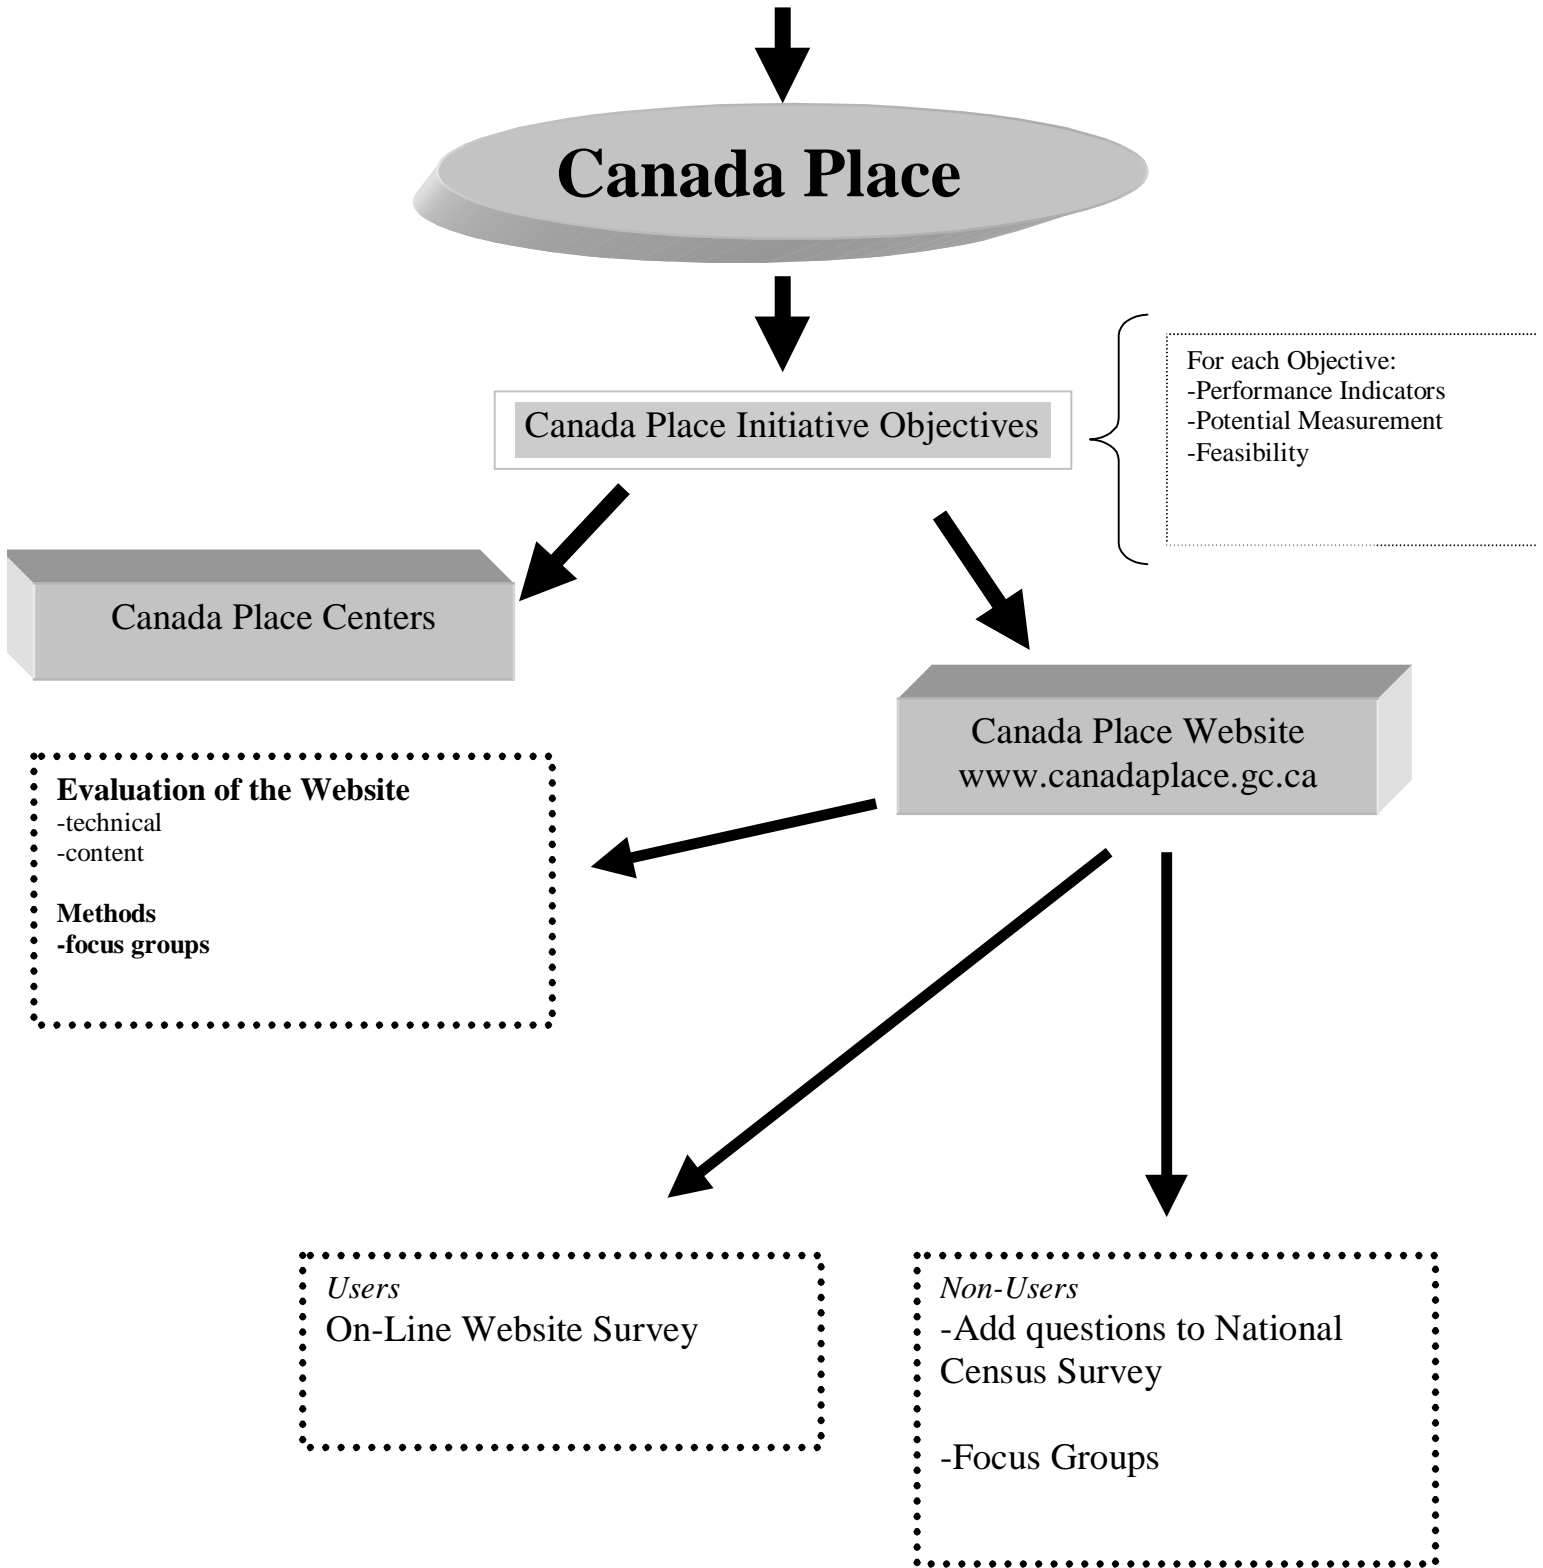 Canada Place
Canada Place Initiative Objectives
For each Objective:
-Performance Indicators
-Potential Measurement
-Feasibility
Canada Place Centers
Canada Place Website
www.canadaplace.gc.ca
Evaluation of the Website
-technical
-content
Methods
-focus groups
Users
On-Line Website Survey
Non-Users
-Add questions to National
Census Survey
-Focus Groups